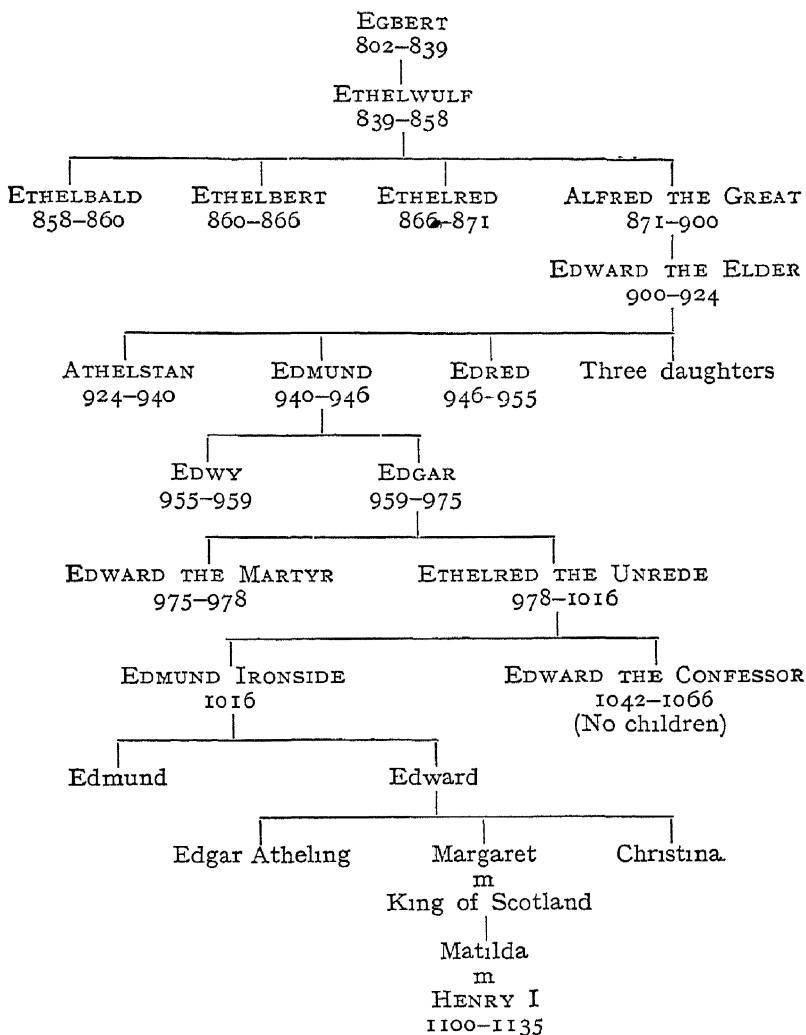 EGBERT
802–839
ETHELWULF
839–858
ETHELBALD ETHELBERT ETHELRED ALFRED THE GREAT
858–860 860–866 866–871 871–900
EDWARD THE ELDER
900–924
ATHELSTAN EDMUND EDRED Three daughters
924–940 940–946 946–955
EDWY EDGAR
955–959 959–975
EDWARD THE MARTYR ETHELRED THE UNREDE
975–978 978–1016
EDMUND IRONSIDE EDWARD THE CONFESSOR
1016 1042–1066
(No children)
Edmund Edward
Edgar Atheling Margaret Christina
m
King of Scotland
Matilda
m
HENRY I
1100–1135